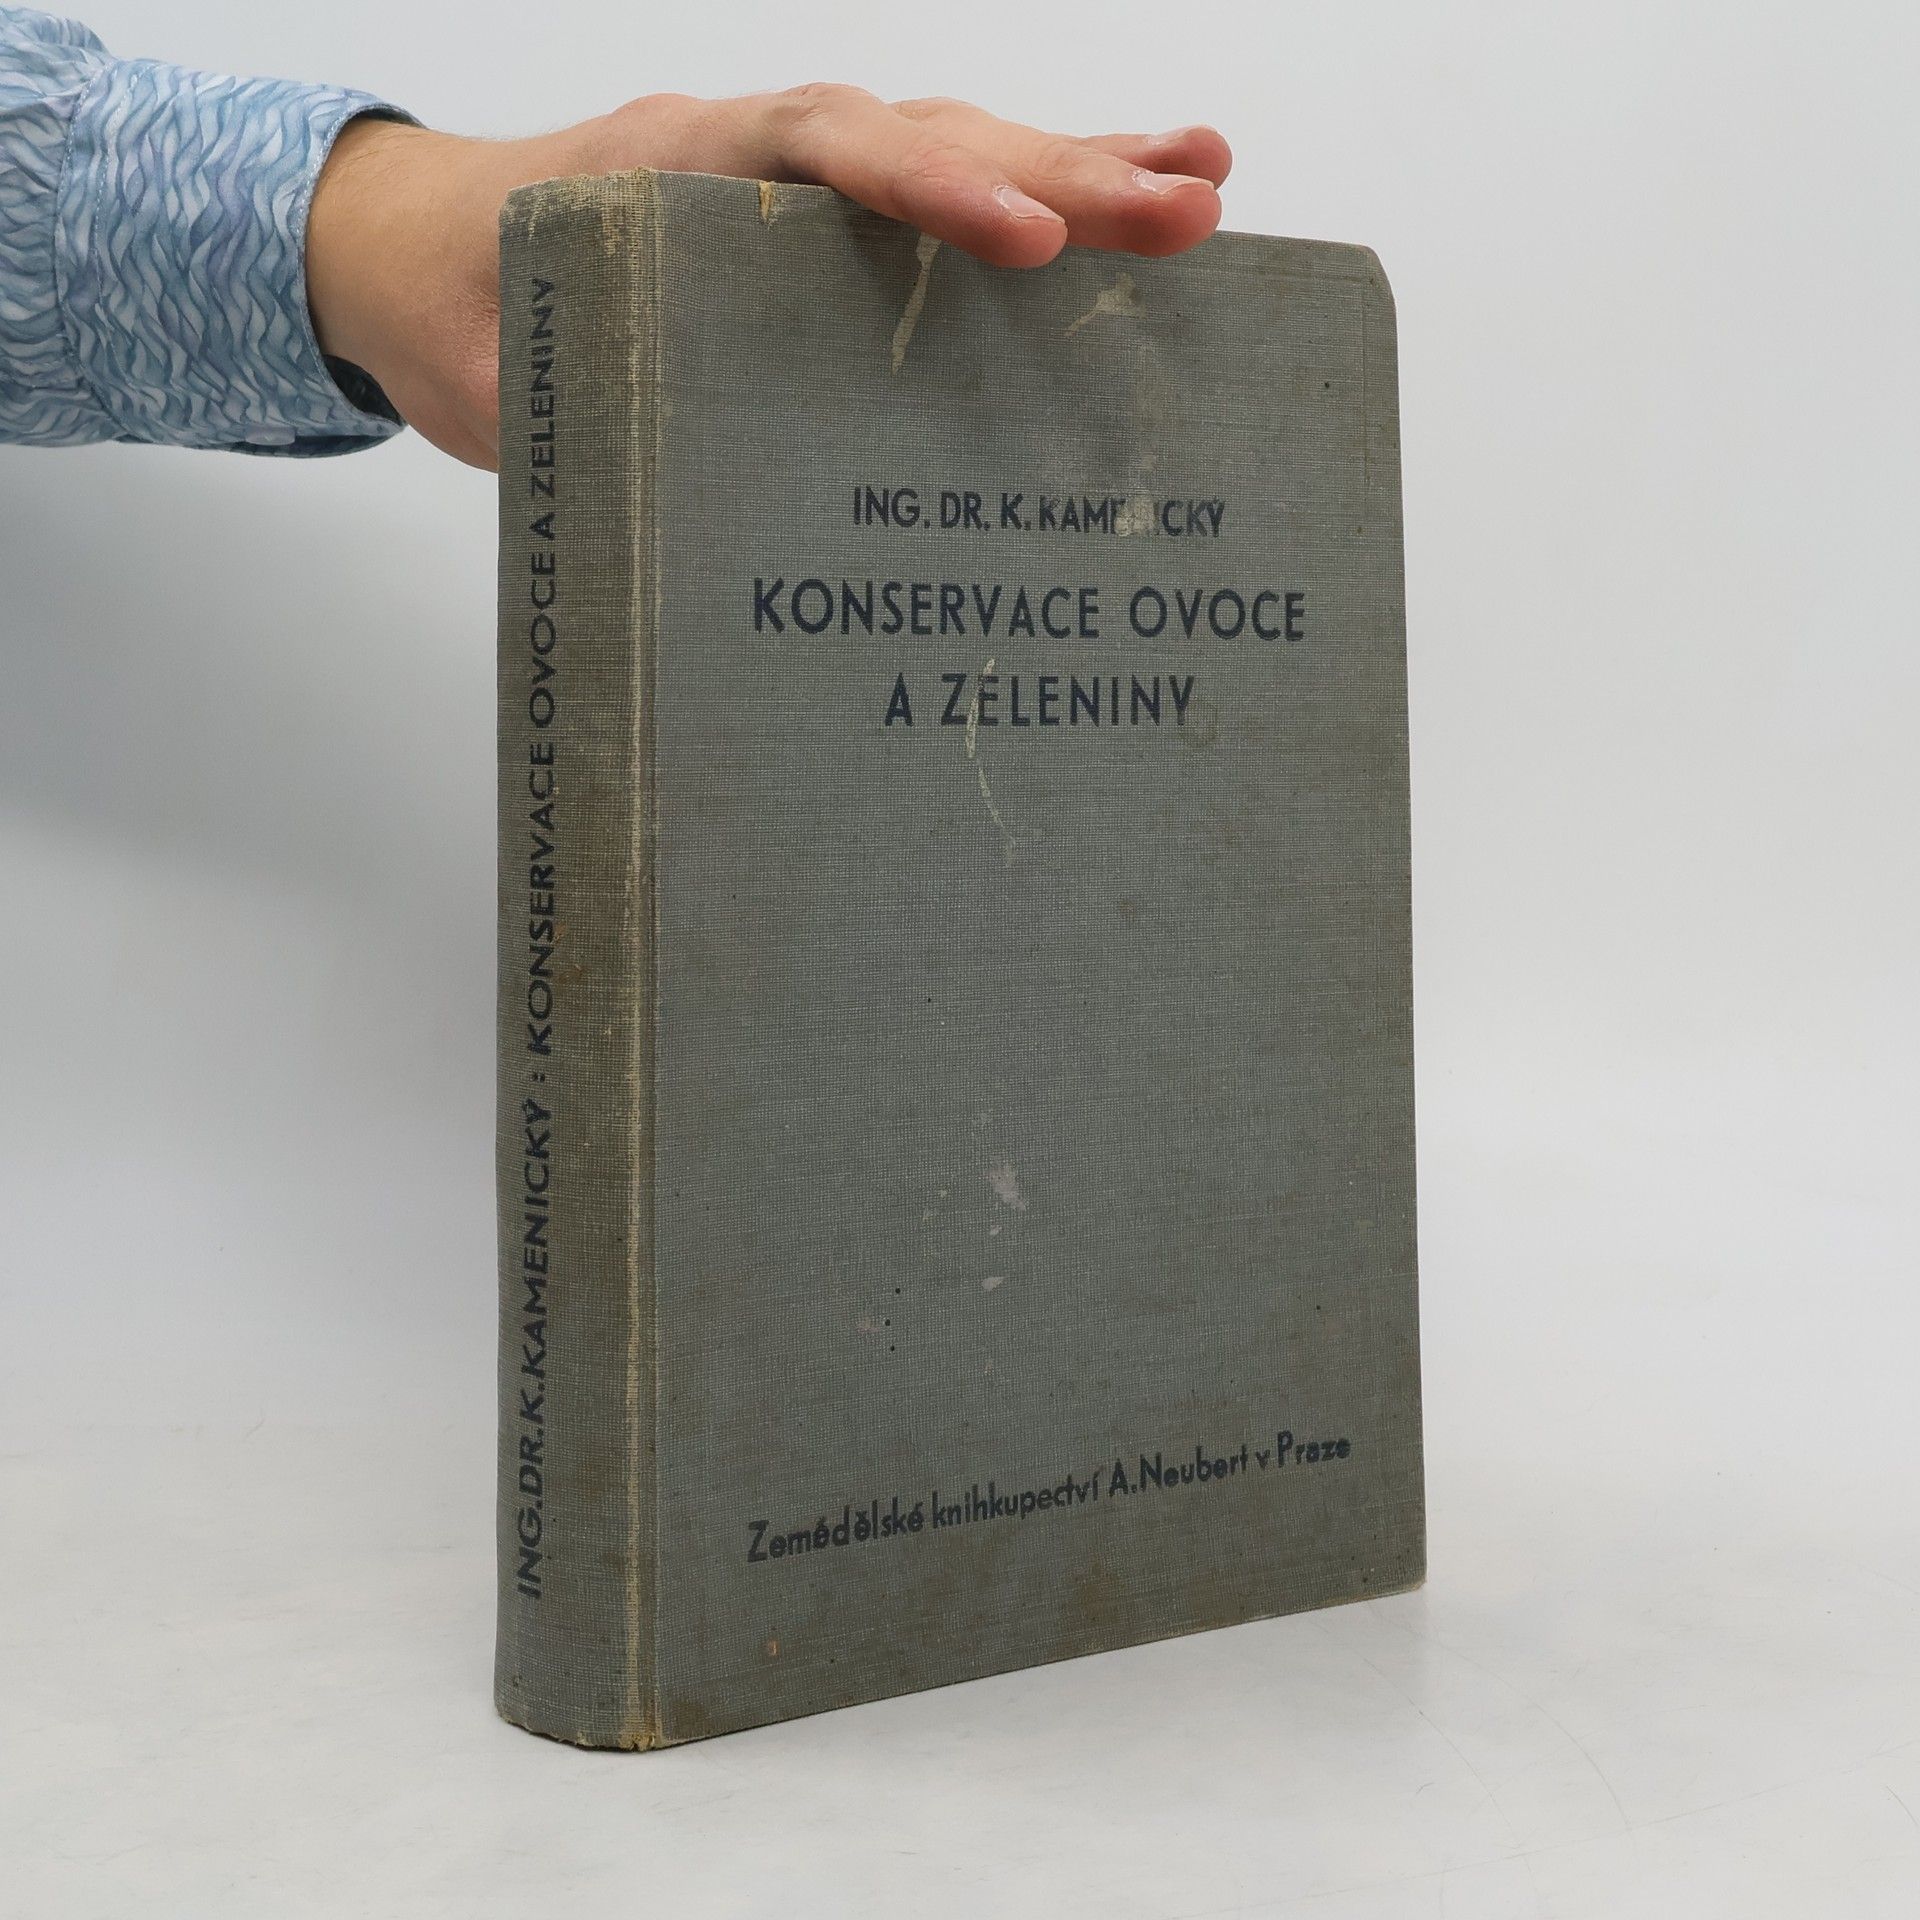 ING. DR. K. KAMENICKÝ
KONSERVACE OVOCE
A ZELENINY
Zemědělské knihkupectví A. Neubert v Praze
ING. DR. K. KAMENICKÝ : KONSERVACE OVOCE A ZELENINY